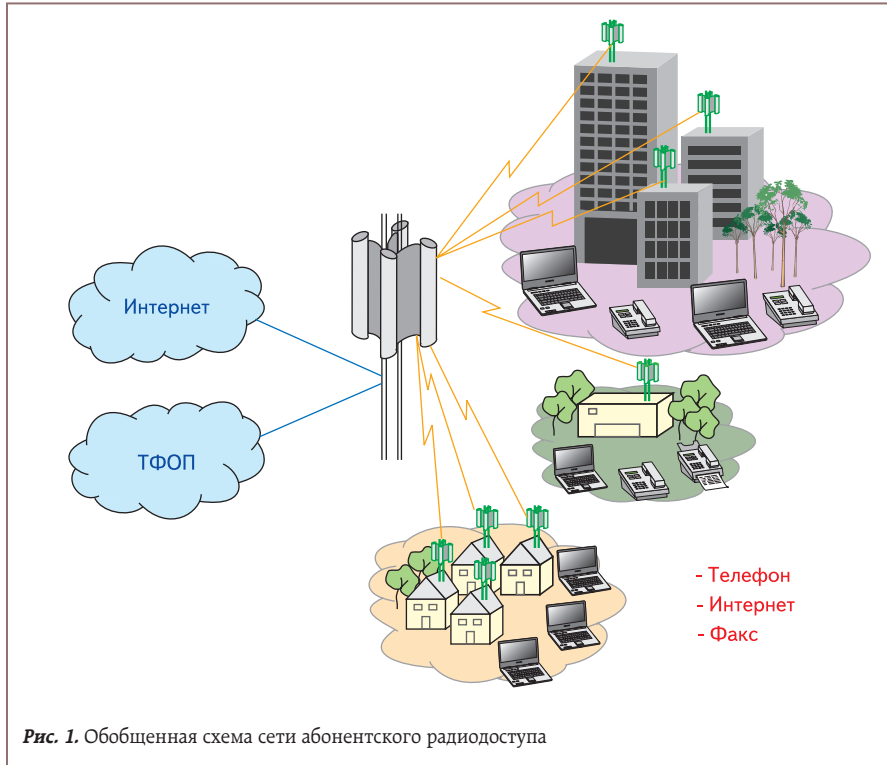 Интернет
ТФОП
- Телефон
- Интернет
- Факс
Рис. 1. Обобщенная схема сети абонентского радиодоступа